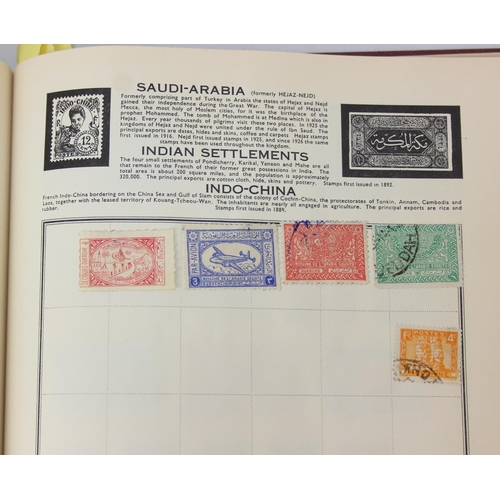 SAUDI-ARABIA (formerly HEJAZ-NEJD)
Formerly comprising part of Turkey in Arabia the states of Hejaz and Nejd
gained their independence during the Great War. The capital of Hejaz is
Mecca, the most holy of Moslem cities, for it was the birthplace of the
prophet Mohammed. The tomb of Mohammed is at Medina which is also in
Hejaz. Every year thousands of pilgrims visit these two places. In 1925 the
kingdoms of Hejaz and Nejd were united under the rule of Ibn Saud. The
principal exports are dates, hides and skins, coffee and carpets. Hejaz stamps
first issued in 1916. Nejd first issued stamps in 1925, and since 1926 the same
stamps have been used throughout the kingdom.
INDIAN SETTLEMENTS
The four small settlements of Pondicherry, Karikal, Yenaon and Mahe are all
that remain to the French of their former great possessions in India. The
total area is about 200 square miles, and the population is approximately
320,000. The principal exports are cotton cloth, hide, skins and pottery. Stamps first issued in 1892.
INDO-CHINA
French Indo-China bordering on the China Sea and Gulf of Siam consists of the colony of Cochin-China, the protectorates of Tonkin, Annam, Cambodia and
Laos, together with the leased territory of Kouang-Tcheou-Wan. The inhabitants are nearly all engaged in agriculture. The principal exports are rice and
rubber. Stamps first issued in 1889.
INDO-CHINE
12
3
PAR AVION
3
٣